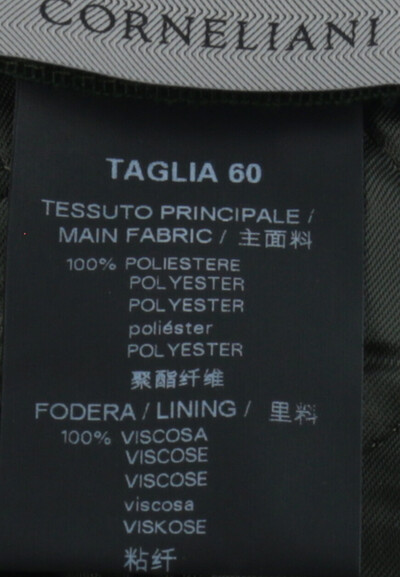 CORNELIANI
TAGLIA 60
TESSUTO PRINCIPALE /
MAIN FABRIC / 主面料
100% POLIESTERE
POLYESTER
POLYESTER
poliéster
POLYESTER
聚酯纤维
FODERA / LINING / 里料
100% VISCOSA
VISCOSE
VISCOSE
viscosa
VISKOSE
粘纤